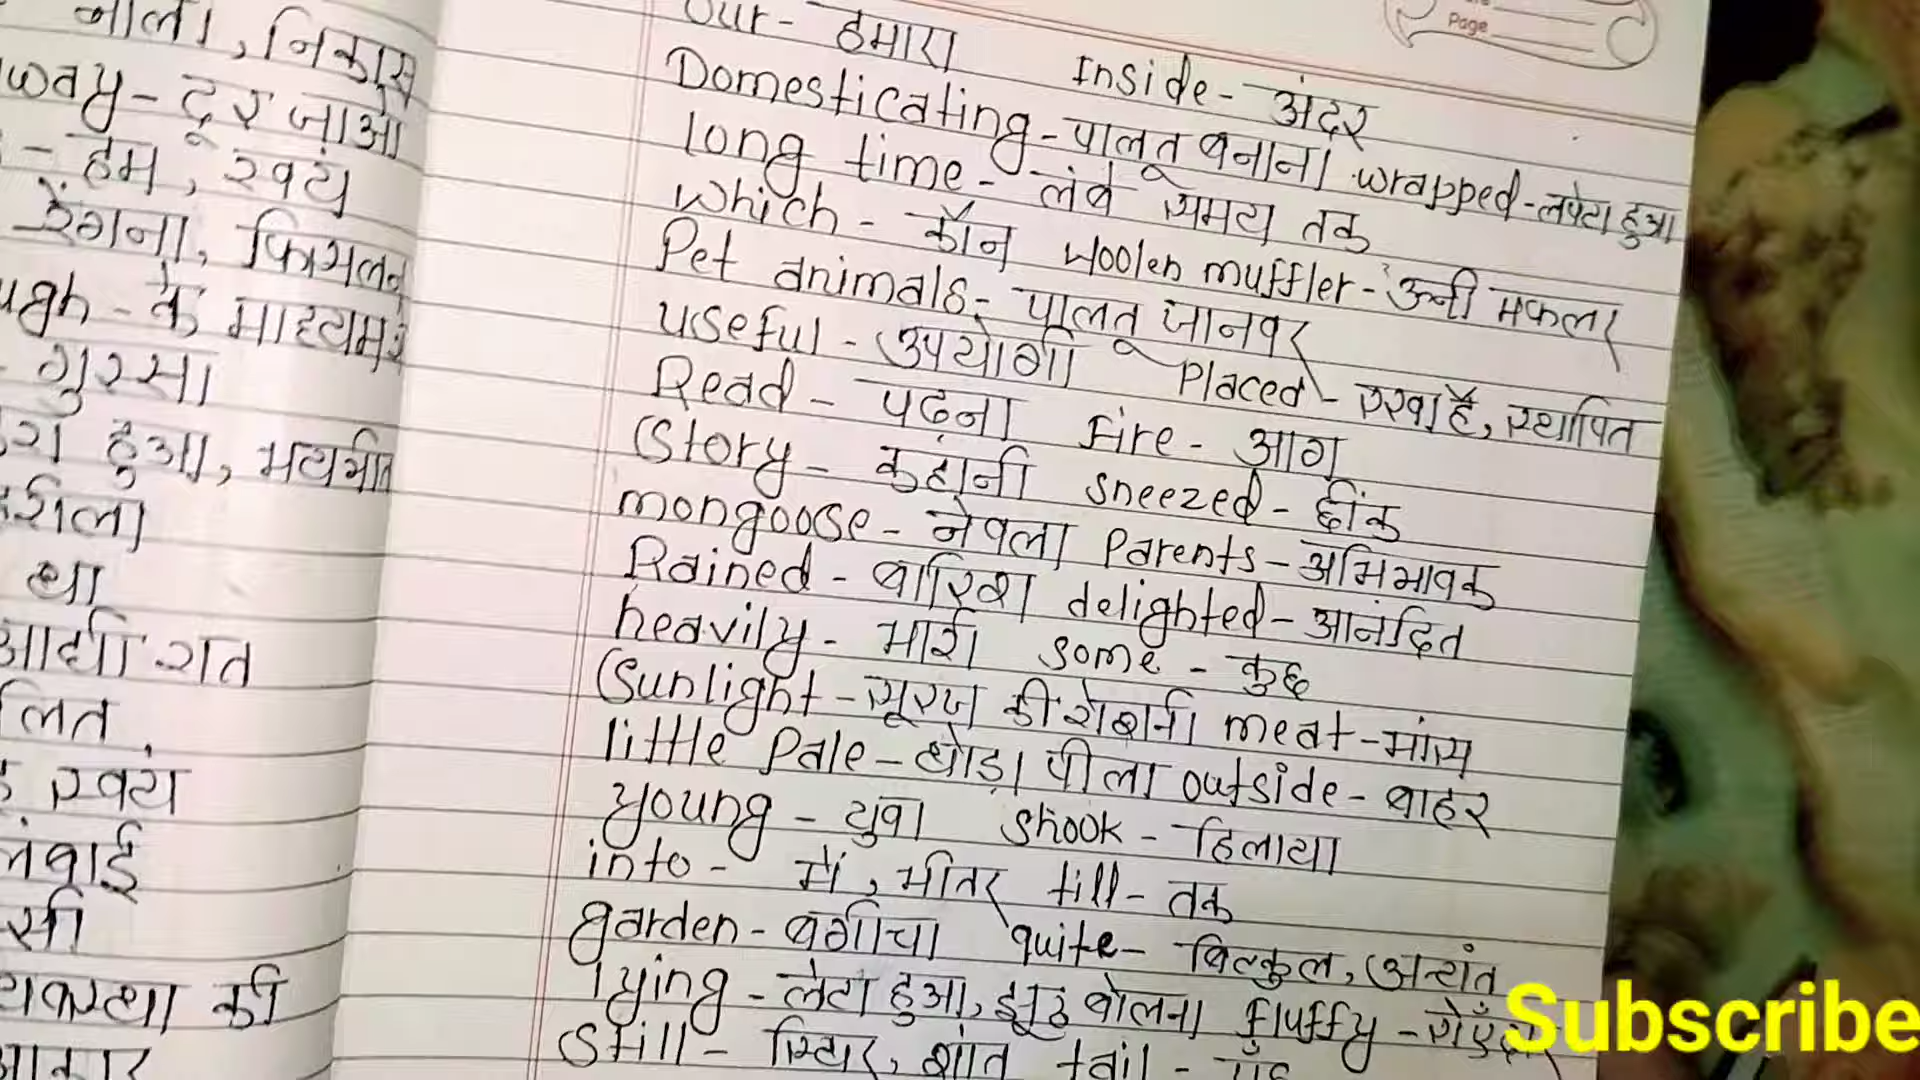 नाला, निकास
way - दूर जाओ
- हम, स्वयं
रेंगना, फिसलन
ugh - के माध्यम से
- गुस्सा
हुआ, भयभीत
था
आधी रात
लित,
स्वयं
लंबाई
सी
की
आकार
Page
our - हमारा Inside - अंदर
Domesticating - पालतू बनाना wrapped - लपेटा हुआ
long time - लंबे समय तक
which - कौन woolen muffler - ऊनी मफलर
Pet animals - पालतू जानवर
useful - उपयोगी Placed - रखा है, स्थापित
Read - पढ़ना Fire - आग
Story - कहानी sneezed - छींक
mongoose - नेवला Parents - अभिभावक
Rained - बारिश delighted - आनंदित
heavily - भारी some - कुछ
Sunlight - सूरज की रोशनी meat - मांस
little Pale - थोड़ा पीला outside - बाहर
young - युवा shook - हिलाया
into - में, भीतर till - तक
garden - बगीचा quite - बिल्कुल, अत्यंत
lying - लेटा हुआ, झूठ बोलना fluffy -
Still - स्थिर, शांत tail -
Subscribe